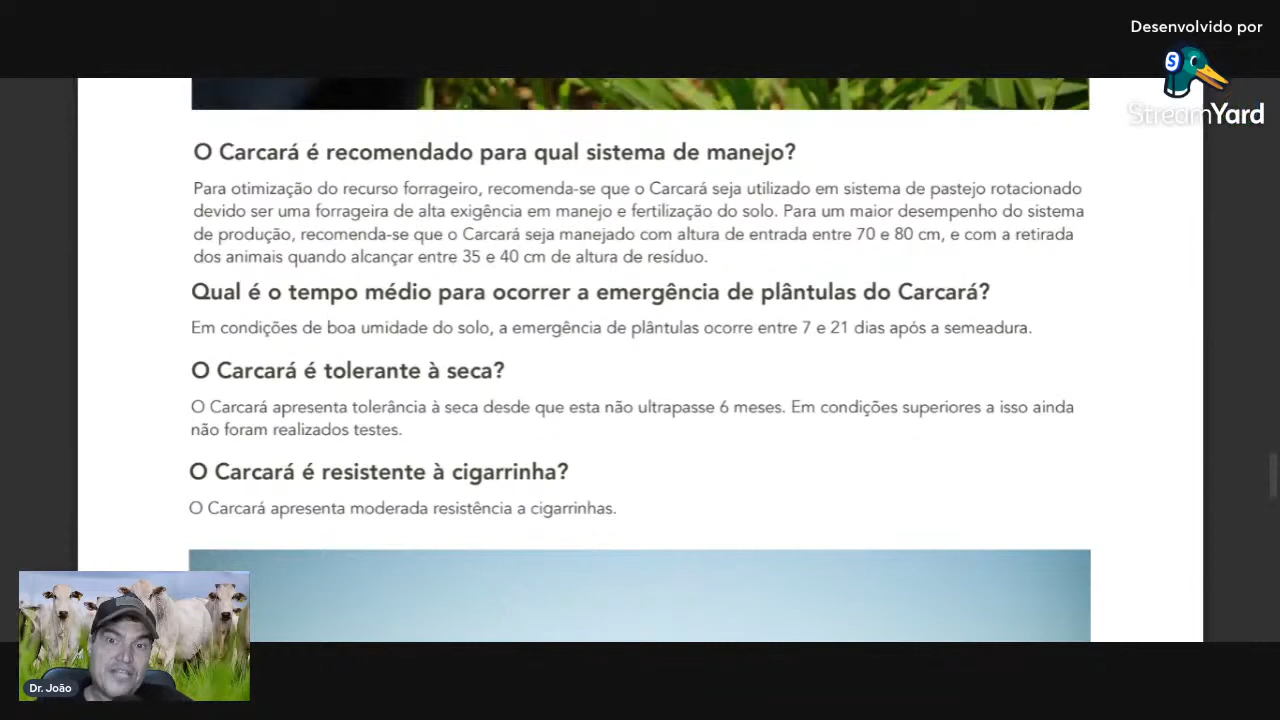 Desenvolvido por
StreamYard
O Carcará é recomendado para qual sistema de manejo?
Para otimização do recurso forrageiro, recomenda-se que o Carcará seja utilizado em sistema de pastejo rotacionado
devido ser uma forrageira de alta exigência em manejo e fertilização do solo. Para um maior desempenho do sistema
de produção, recomenda-se que o Carcará seja manejado com altura de entrada entre 70 e 80 cm, e com a retirada
dos animais quando alcançar entre 35 e 40 cm de altura de resíduo.
Qual é o tempo médio para ocorrer a emergência de plântulas do Carcará?
Em condições de boa umidade do solo, a emergência de plântulas ocorre entre 7 e 21 dias após a semeadura.
O Carcará é tolerante à seca?
O Carcará apresenta tolerância à seca desde que esta não ultrapasse 6 meses. Em condições superiores a isso ainda
não foram realizados testes.
O Carcará é resistente à cigarrinha?
O Carcará apresenta moderada resistência a cigarrinhas.
Dr. João